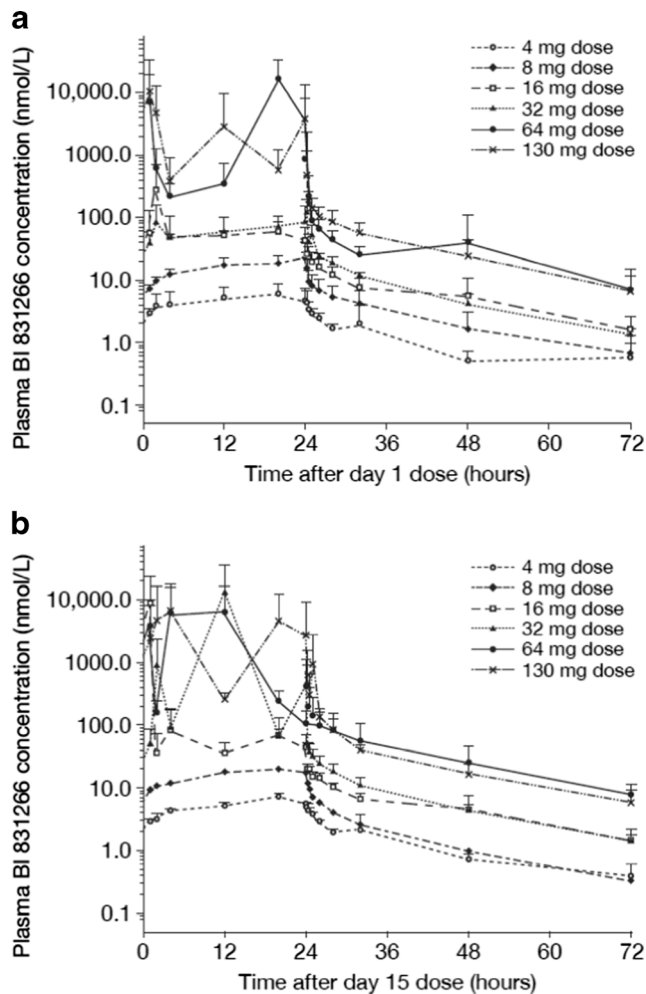 a
Plasma BI 831266 concentration (nmol/L)
10,000.0
1000.0
100.0
10.0
1.0
0.1
0 12 24 36 48 60 72
Time after day 1 dose (hours)
4 mg dose
8 mg dose
16 mg dose
32 mg dose
64 mg dose
130 mg dose
b
Plasma BI 831266 concentration (nmol/L)
10,000.0
1000.0
100.0
10.0
1.0
0.1
0 12 24 36 48 60 72
Time after day 15 dose (hours)
4 mg dose
8 mg dose
16 mg dose
32 mg dose
64 mg dose
130 mg dose